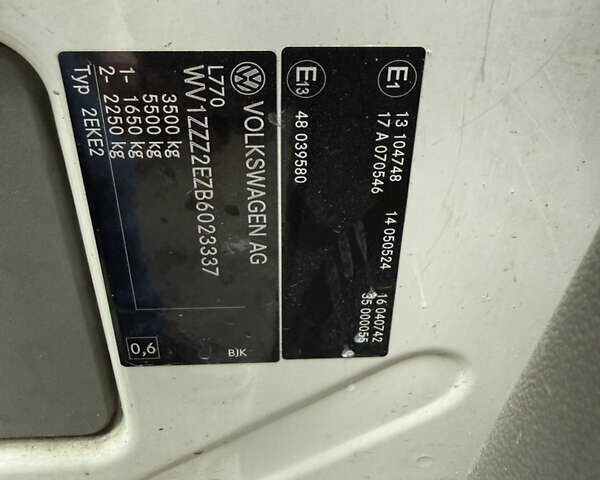 VOLKSWAGEN AG
L770
WV1ZZZ2EZB6023337
3500 kg
5500 kg
1- 1650 kg
2- 2250 kg
Typ 2EKE2
0,6
BJK
E1
13 104748
17 A 070546
14 050524
16 040742
35 000055
E13
48 039580